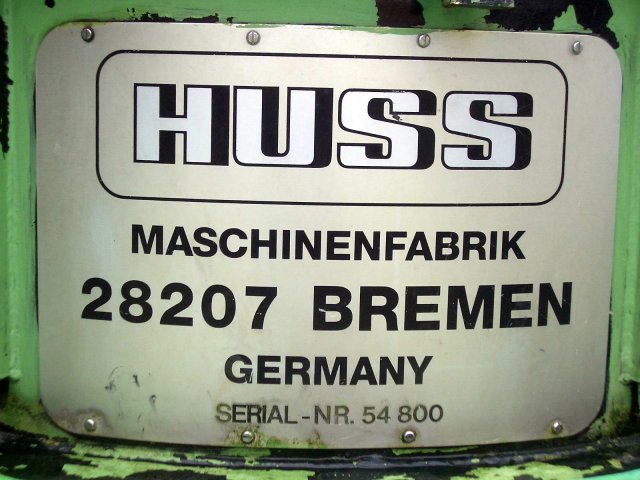 HUSS
MASCHINENFABRIK
28207 BREMEN
GERMANY
SERIAL-NR. 54 800